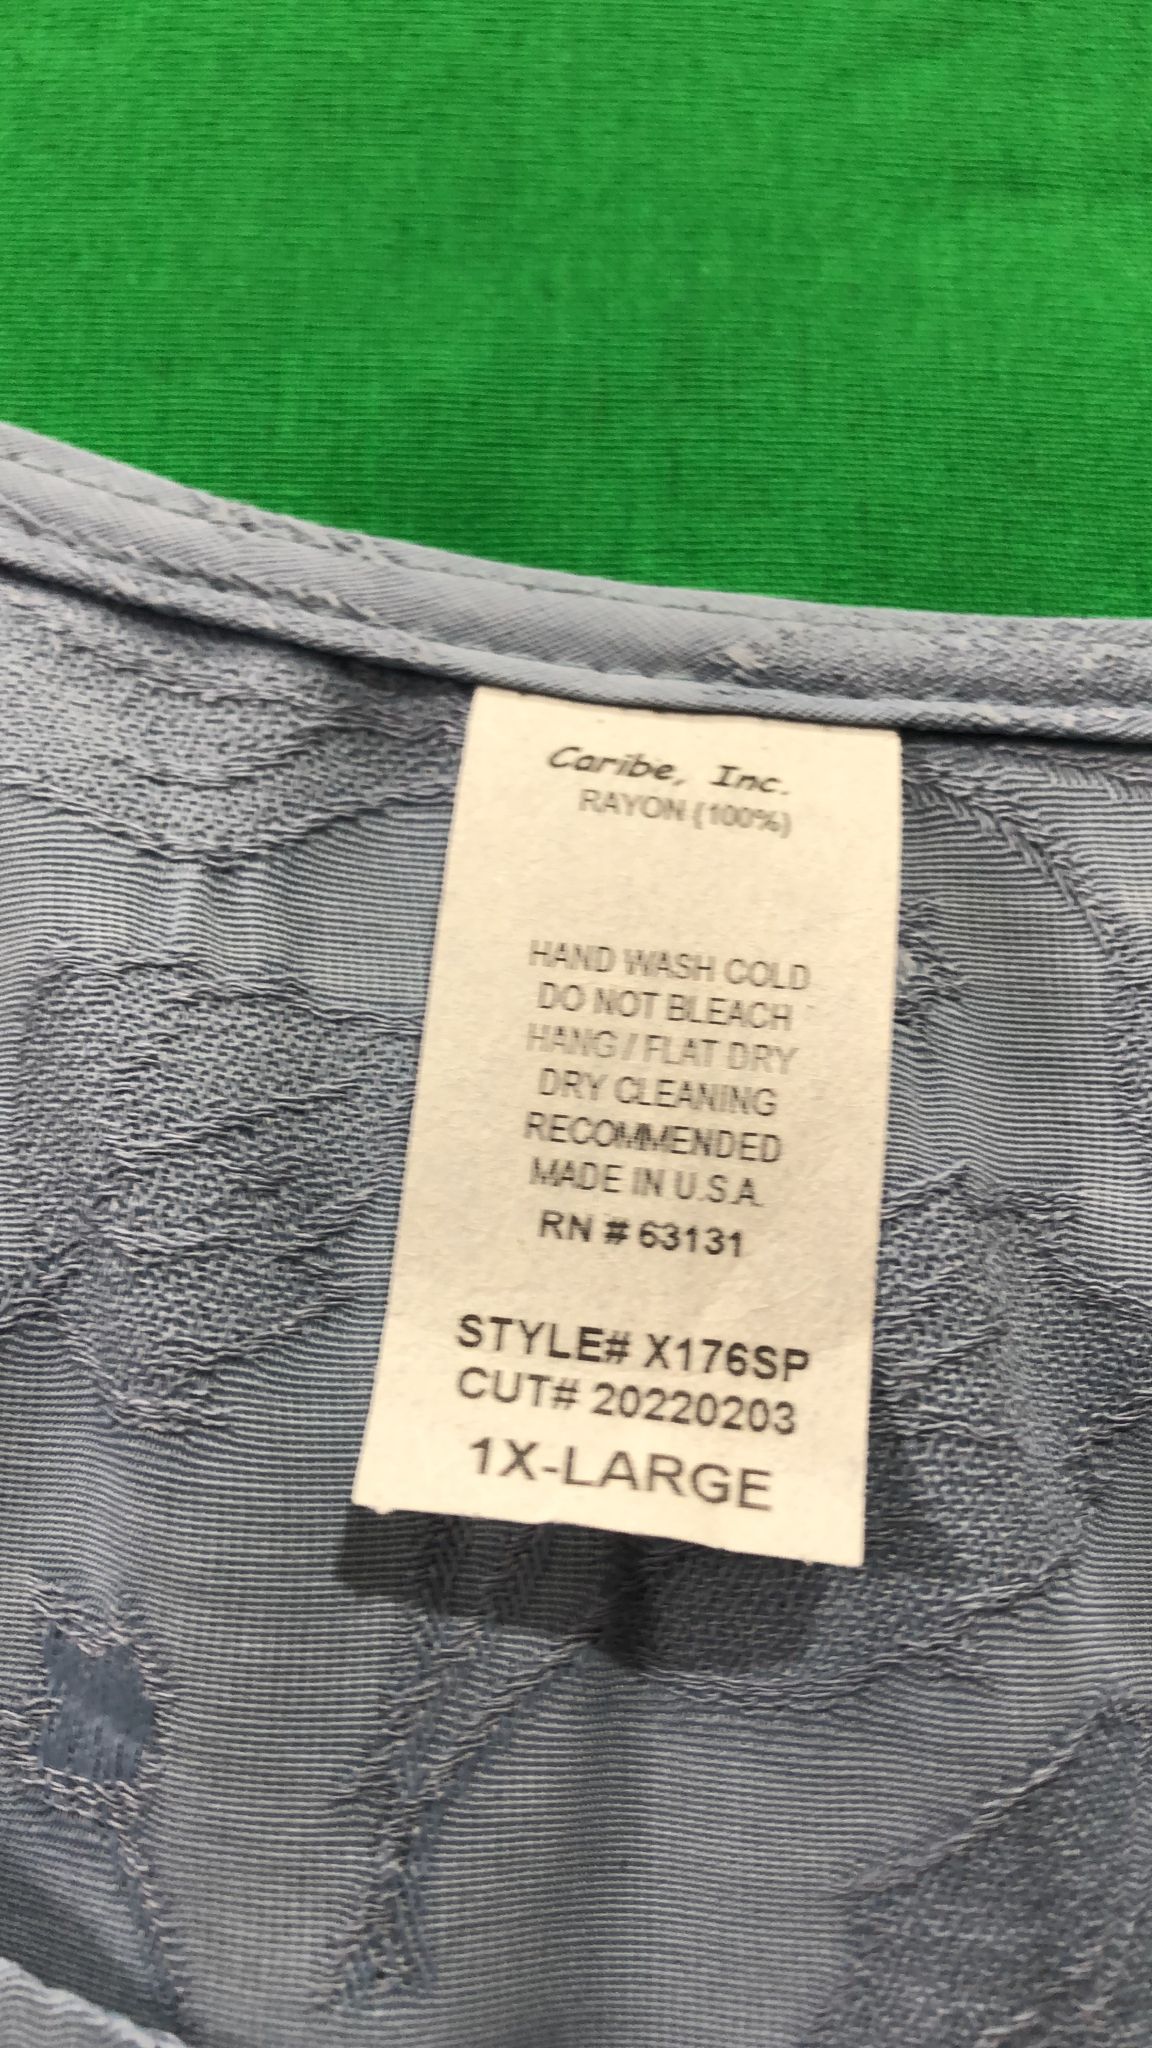 Caribe, Inc.
RAYON (100%)
HAND WASH COLD
DO NOT BLEACH
HANG / FLAT DRY
DRY CLEANING
RECOMMENDED
MADE IN U.S.A.
RN # 63131
STYLE# X176SP
CUT# 20220203
1X-LARGE